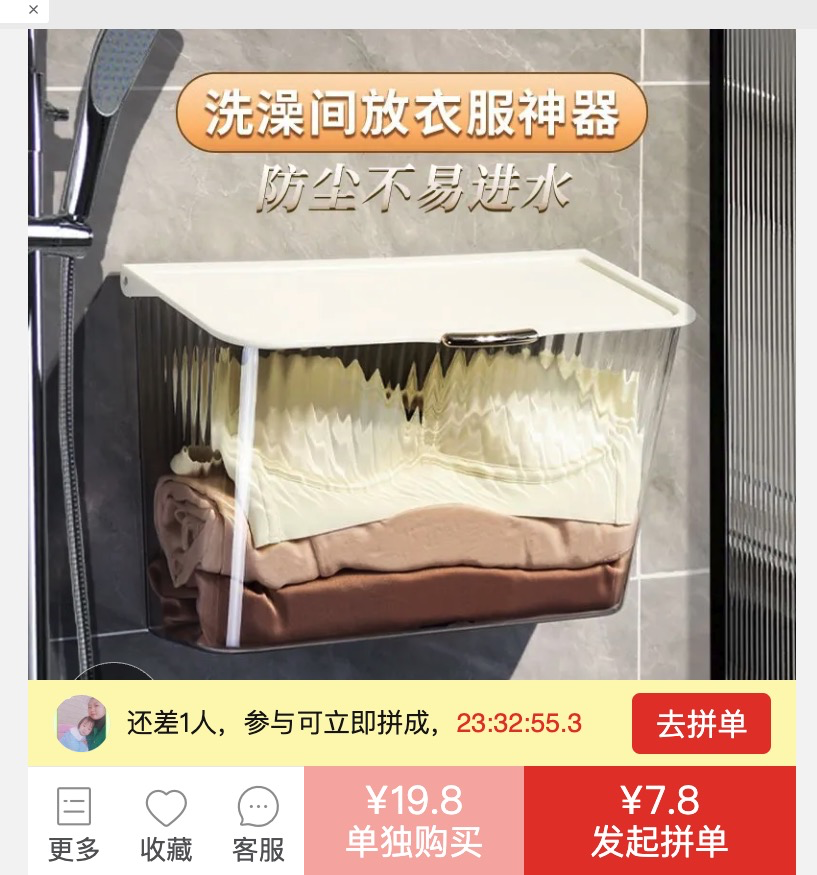 洗澡间放衣服神器
防尘不易进水
还差1人，参与可立即拼成，23:32:55.3
去拼单
更多
收藏
客服
¥19.8
单独购买
¥7.8
发起拼单